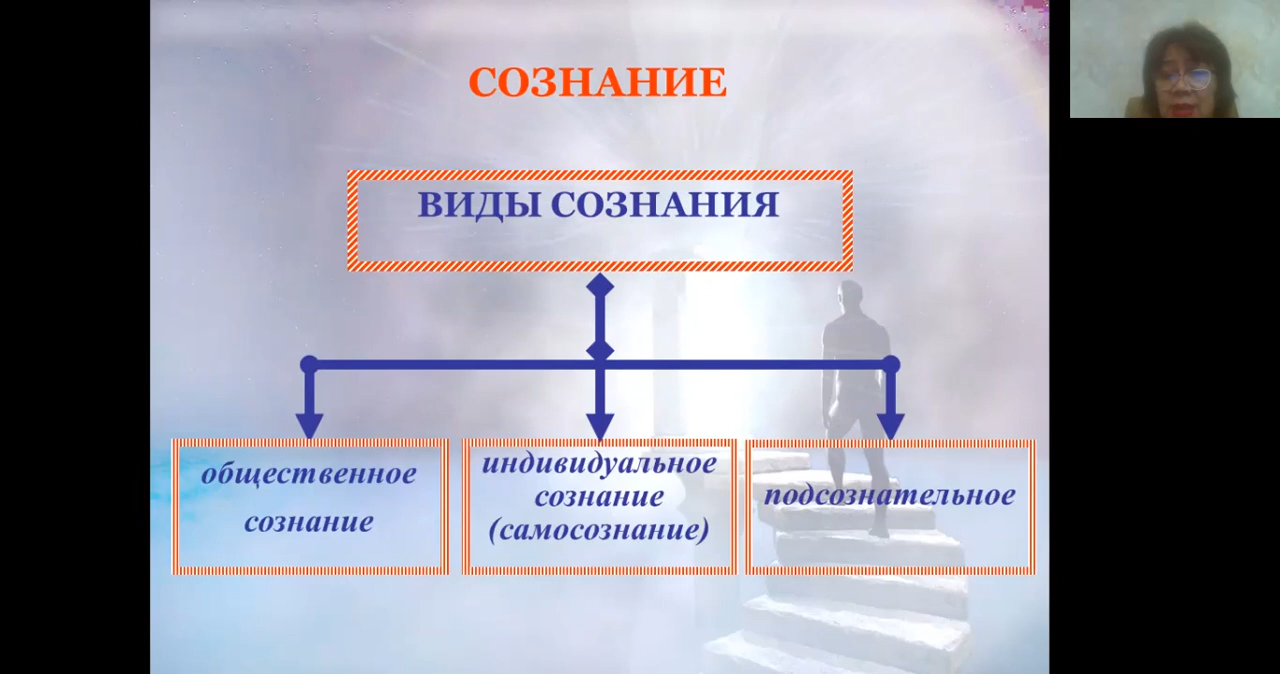 СОЗНАНИЕ
ВИДЫ СОЗНАНИЯ
общественное
сознание
индивидуальное
сознание
(самосознание)
подсознательное